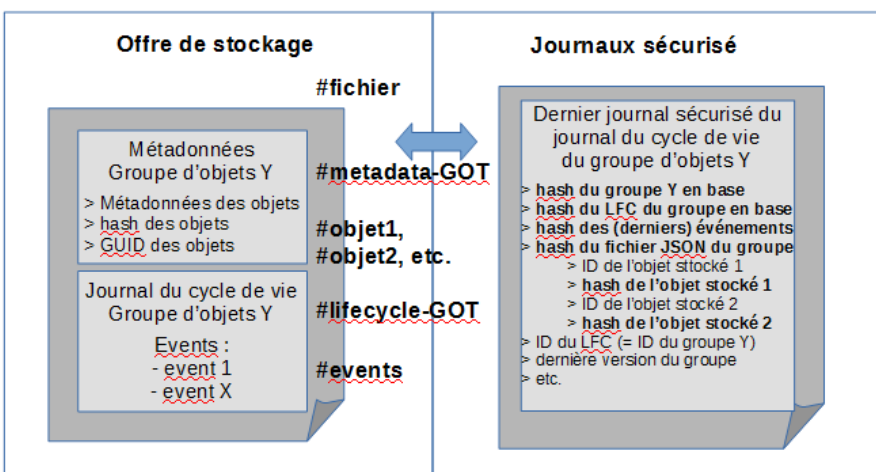 Offre de stockage
#fichier
Métadonnées
Groupe d'objets Y
> Métadonnées des objets
> hash des objets
> GUID des objets
#metadata-GOT
#objet1,
#objet2, etc.
Journal du cycle de vie
Groupe d'objets Y
Events :
- event 1
- event X
#lifecycle-GOT
#events
Journaux sécurisé
Dernier journal sécurisé du
journal du cycle de vie
du groupe d'objets Y
> hash du groupe Y en base
> hash du LFC du groupe en base
> hash des (derniers) événements
> hash du fichier JSON du groupe
> ID de l'objet sttocké 1
> hash de l'objet stocké 1
> ID de l'objet stocké 2
> hash de l'objet stocké 2
> ID du LFC (= ID du groupe Y)
> dernière version du groupe
> etc.